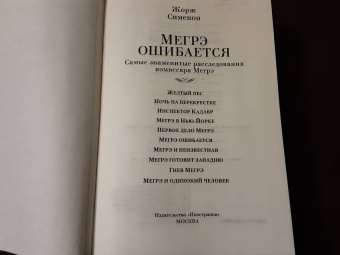 Жорж
Сименон
МЕГРЭ
ОШИБАЕТСЯ
Самые знаменитые расследования
комиссара Мегрэ
ЖЕЛТЫЙ ПЕС
НОЧЬ НА ПЕРЕКРЕСТКЕ
ИНСПЕКТОР КАДАВР
МЕГРЭ В НЬЮ-ЙОРКЕ
ПЕРВОЕ ДЕЛО МЕГРЭ
МЕГРЭ ОШИБАЕТСЯ
МЕГРЭ И НЕИЗВЕСТНАЯ
МЕГРЭ ГОТОВИТ ЗАПАДНЮ
ГНЕВ МЕГРЭ
МЕГРЭ И ОДИНОКИЙ ЧЕЛОВЕК
Издательство «Иностранка»
МОСКВА